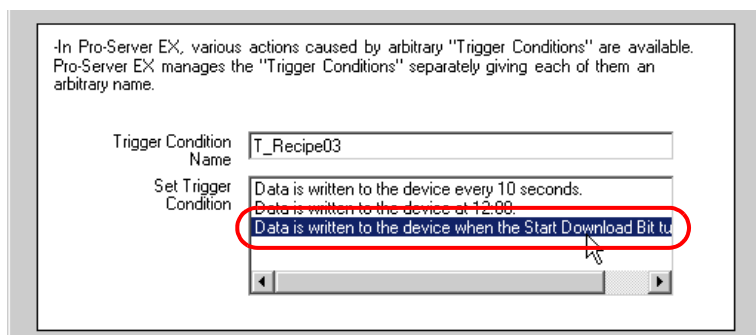 -In Pro-Server EX, various actions caused by arbitrary "Trigger Conditions" are available.
Pro-Server EX manages the "Trigger Conditions" separately giving each of them an
arbitrary name.
Trigger Condition
Name
T_Recipe03
Set Trigger
Condition
Data is written to the device every 10 seconds.
Data is written to the device at 12:00.
Data is written to the device when the Start Download Bit tu